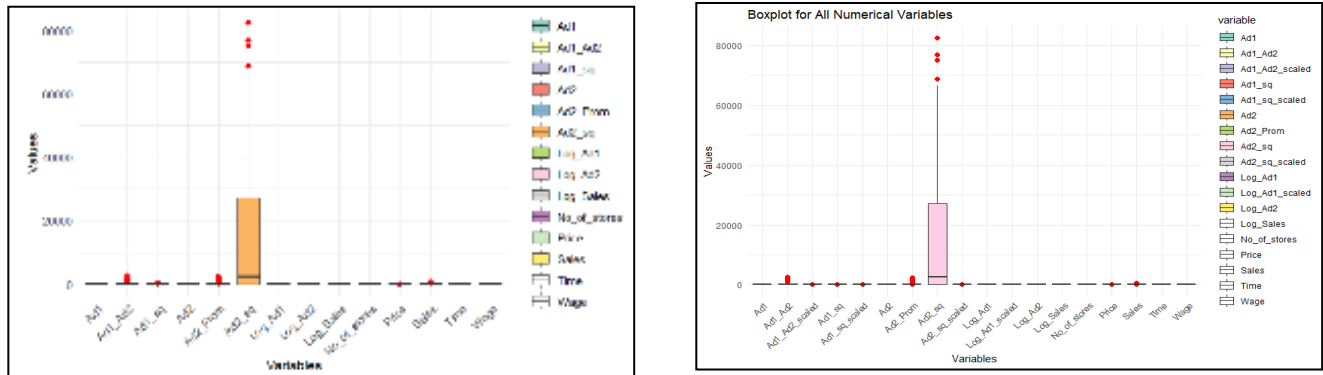 80000
60000
40000
20000
0
Values
Ad1
Ad1_Ad2
Ad1_sq
Ad2
Ad2_Prom
Ad2_sq
Log_Ad1
Log_Ad2
Log_Sales
No_of_stores
Price
Sales
Time
Wage
Variables
Ad1
Ad1_Ad2
Ad1_sq
Ad2
Ad2_Prom
Ad2_sq
Log_Ad1
Log_Ad2
Log_Sales
No_of_stores
Price
Sales
Time
Wage
Boxplot for All Numerical Variables
80000
60000
40000
20000
0
Values
Ad1
Ad1_Ad2
Ad1_Ad2_scaled
Ad1_sq
Ad1_sq_scaled
Ad2
Ad2_Prom
Ad2_sq
Ad2_sq_scaled
Log_Ad1
Log_Ad1_scaled
Log_Ad2
Log_Sales
No_of_stores
Price
Sales
Time
Wage
Variables
variable
Ad1
Ad1_Ad2
Ad1_Ad2_scaled
Ad1_sq
Ad1_sq_scaled
Ad2
Ad2_Prom
Ad2_sq
Ad2_sq_scaled
Log_Ad1
Log_Ad1_scaled
Log_Ad2
Log_Sales
No_of_stores
Price
Sales
Time
Wage